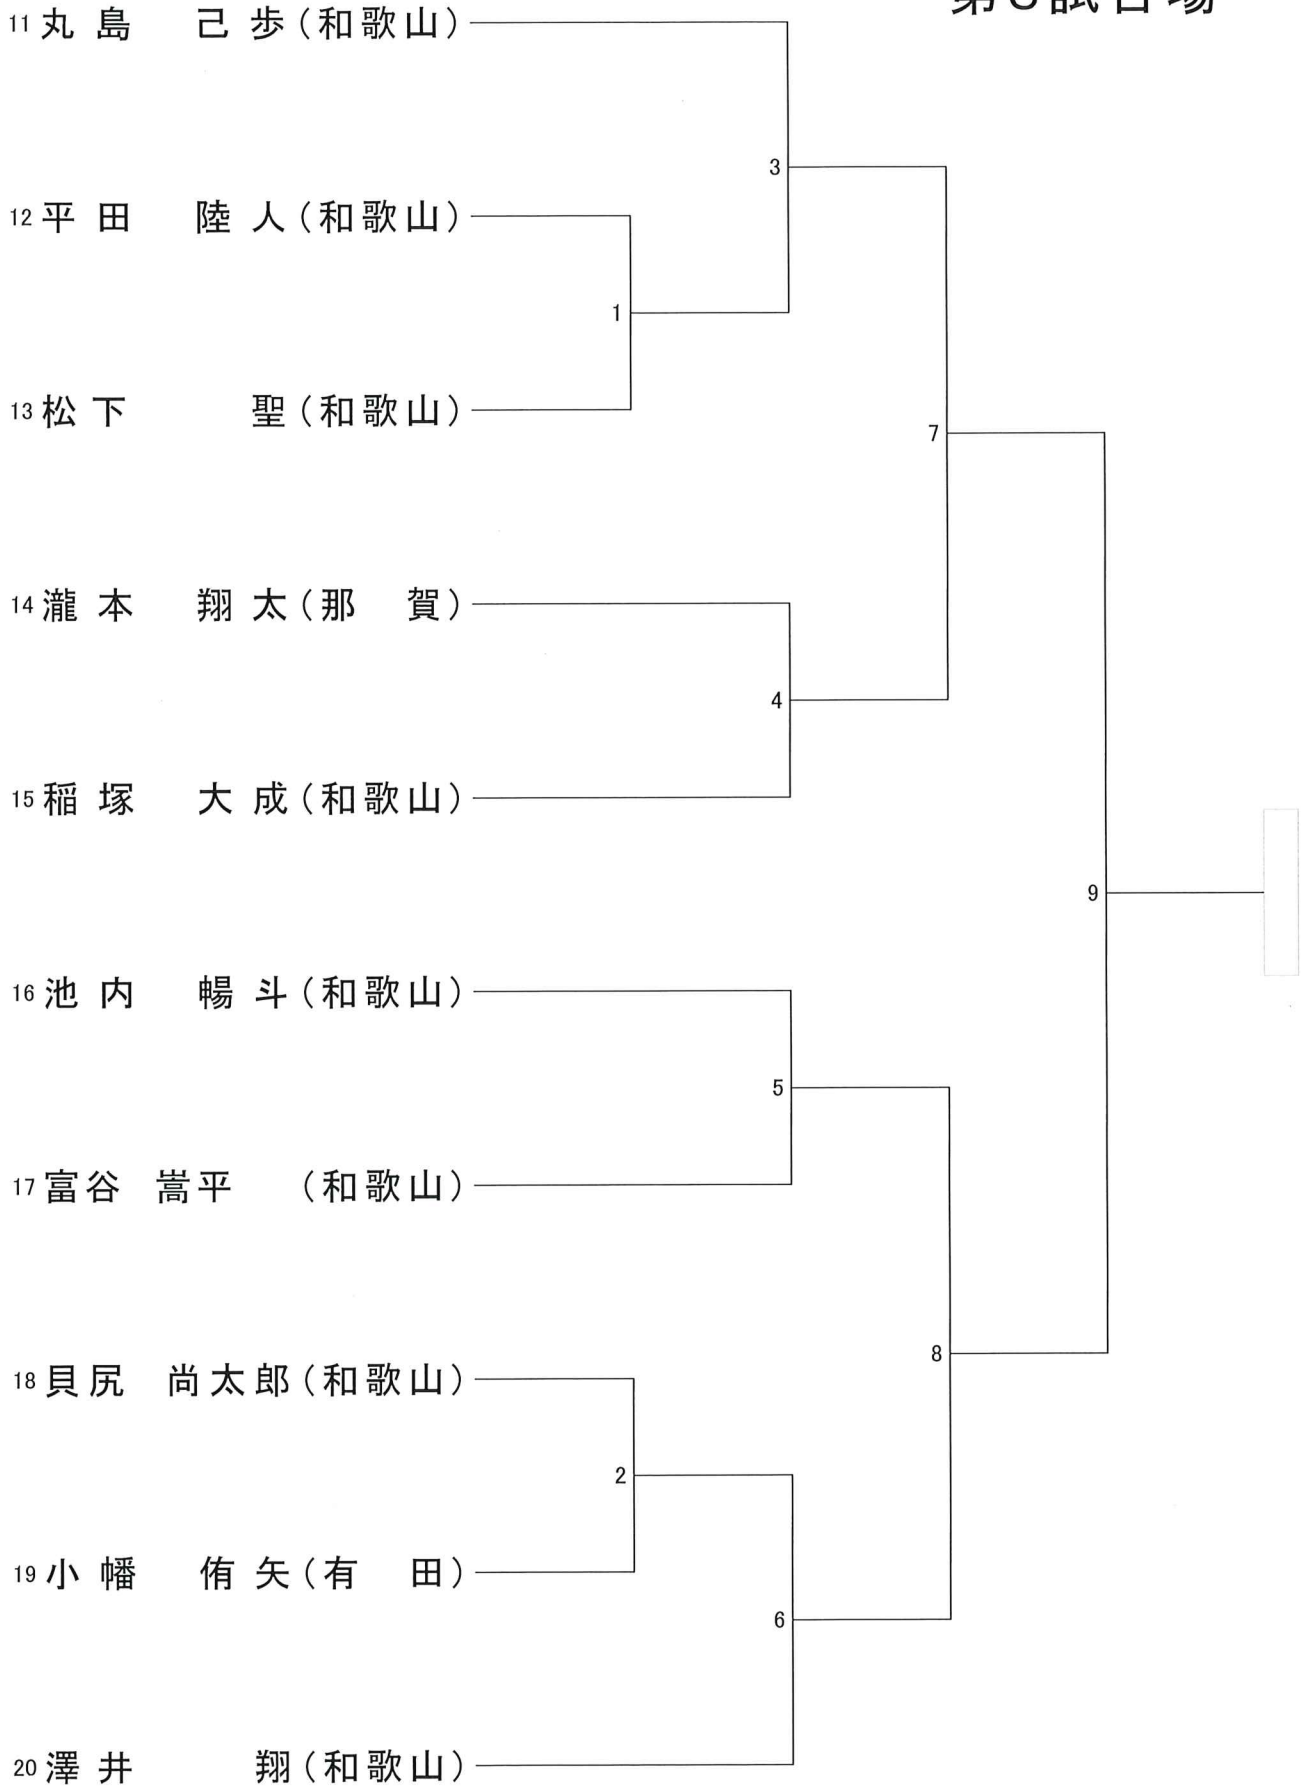 11 丸島 己歩(和歌山)
3
12 平田 陸人(和歌山)
1
13 松下 聖(和歌山)
7
14 瀧本 翔太(那賀)
4
15 稲塚 大成(和歌山)
9
16 池内 暢斗(和歌山)
5
17 富谷 嵩平 (和歌山)
8
18 貝尻 尚太郎(和歌山)
2
19 小幡 侑矢(有田)
6
20 澤井 翔(和歌山)